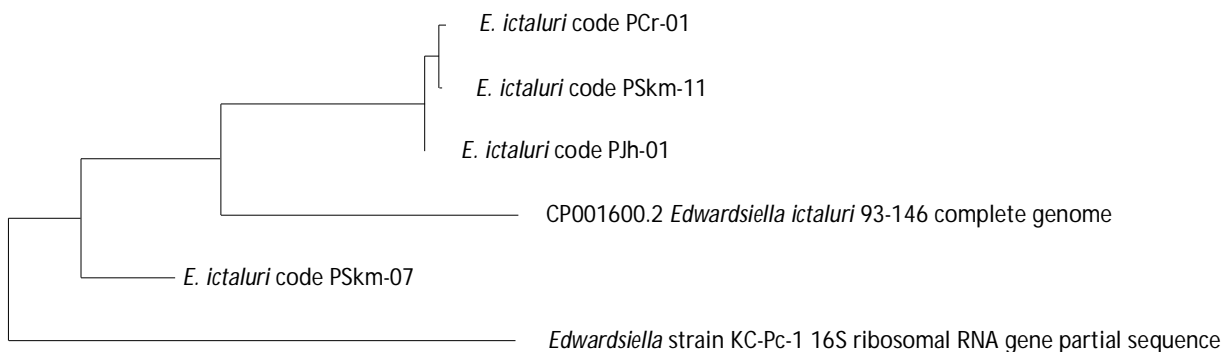 E. ictaluri code PCr-01
E. ictaluri code PSkm-11
E. ictaluri code PJh-01
CP001600.2 Edwardsiella ictaluri 93-146 complete genome
E. ictaluri code PSkm-07
Edwardsiella strain KC-Pc-1 16S ribosomal RNA gene partial sequence